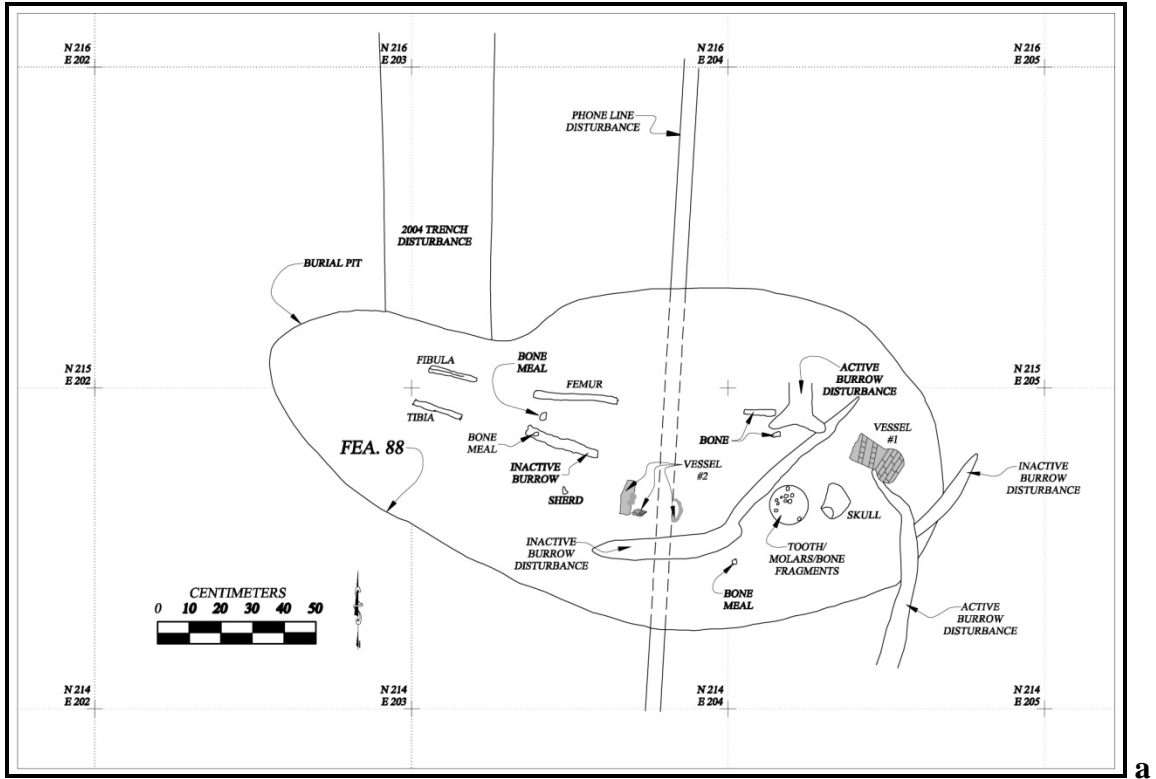 N 216
E 202
N 216
E 203
N 216
E 204
N 216
E 205
PHONE LINE
DISTURBANCE
2004 TRENCH
DISTURBANCE
BURIAL PIT
N 215
E 202
FIBULA
BONE
MEAL
FEMUR
ACTIVE
BURROW
DISTURBANCE
N 215
E 205
TIBIA
BONE
MEAL
BONE
VESSEL
#1
FEA. 88
INACTIVE
BURROW
VESSEL
#2
INACTIVE
BURROW
DISTURBANCE
SHERD
SKULL
INACTIVE
BURROW
DISTURBANCE
TOOTH/
MOLARS/BONE
FRAGMENTS
BONE
MEAL
CENTIMETERS
0 10 20 30 40 50
ACTIVE
BURROW
DISTURBANCE
N 214
E 202
N 214
E 203
N 214
E 204
N 214
E 205
a